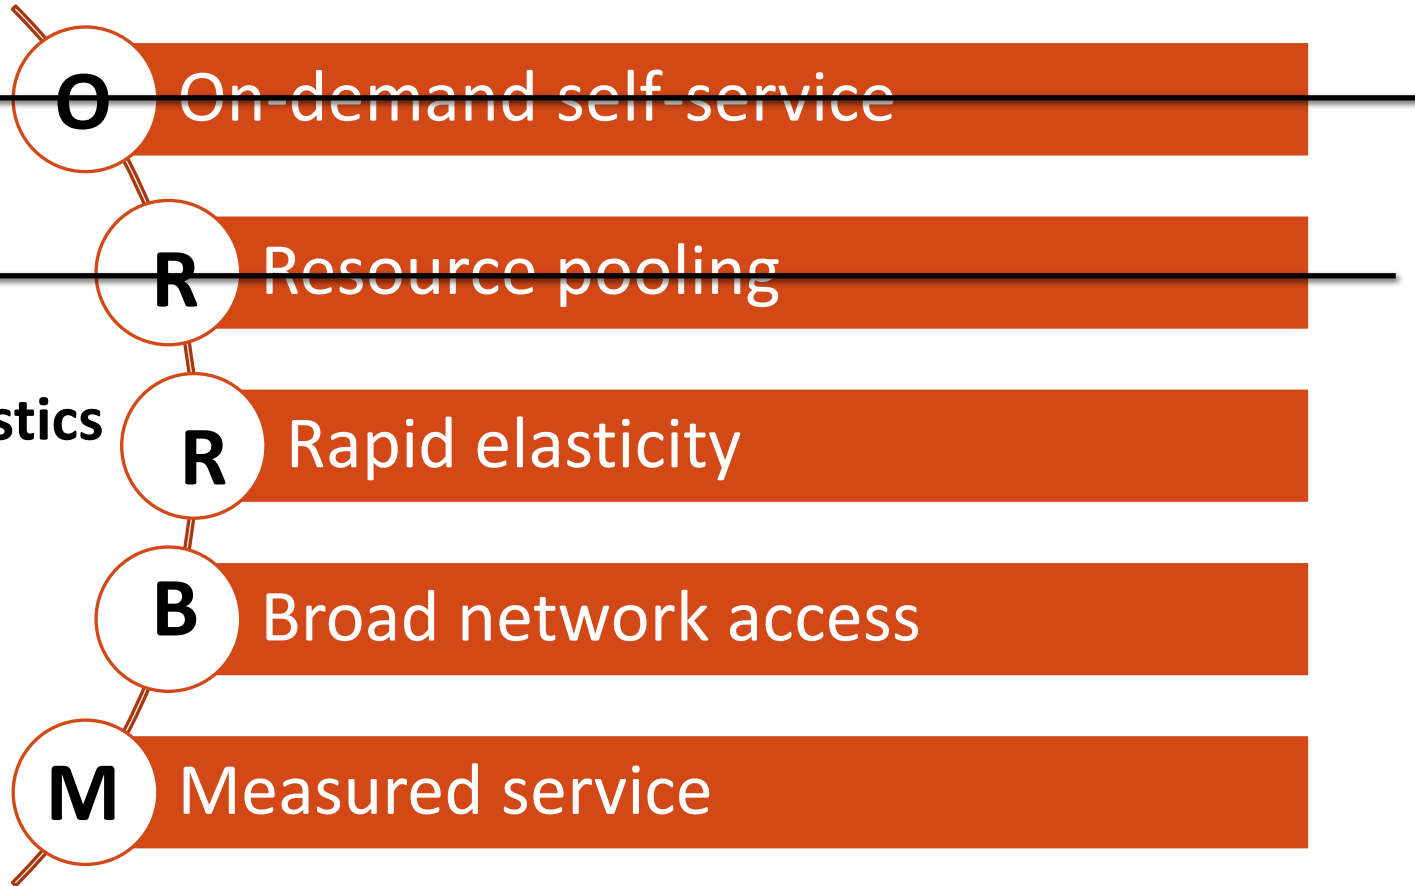 O On-demand self-service
R Resource pooling
stics
R Rapid elasticity
B Broad network access
M Measured service